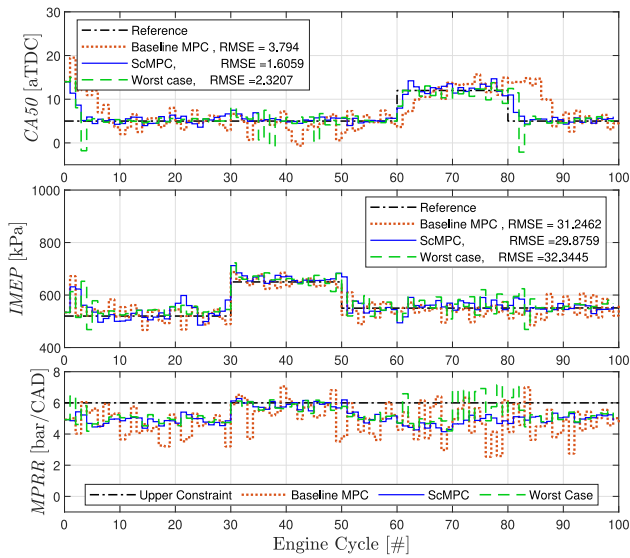 CA50 [aTDC]
30
20
10
0
Reference
Baseline MPC , RMSE = 3.794
ScMPC, RMSE =1.6059
Worst case, RMSE =2.3207
0 10 20 30 40 50 60 70 80 90 100
IMEP [kPa]
1000
800
600
400
Reference
Baseline MPC , RMSE = 31.2462
ScMPC, RMSE =29.8759
Worst case, RMSE =32.3445
0 10 20 30 40 50 60 70 80 90 100
MPRR [bar/CAD]
8
6
4
2
0
Upper Constraint Baseline MPC ScMPC Worst Case
0 10 20 30 40 50 60 70 80 90 100
Engine Cycle [#]